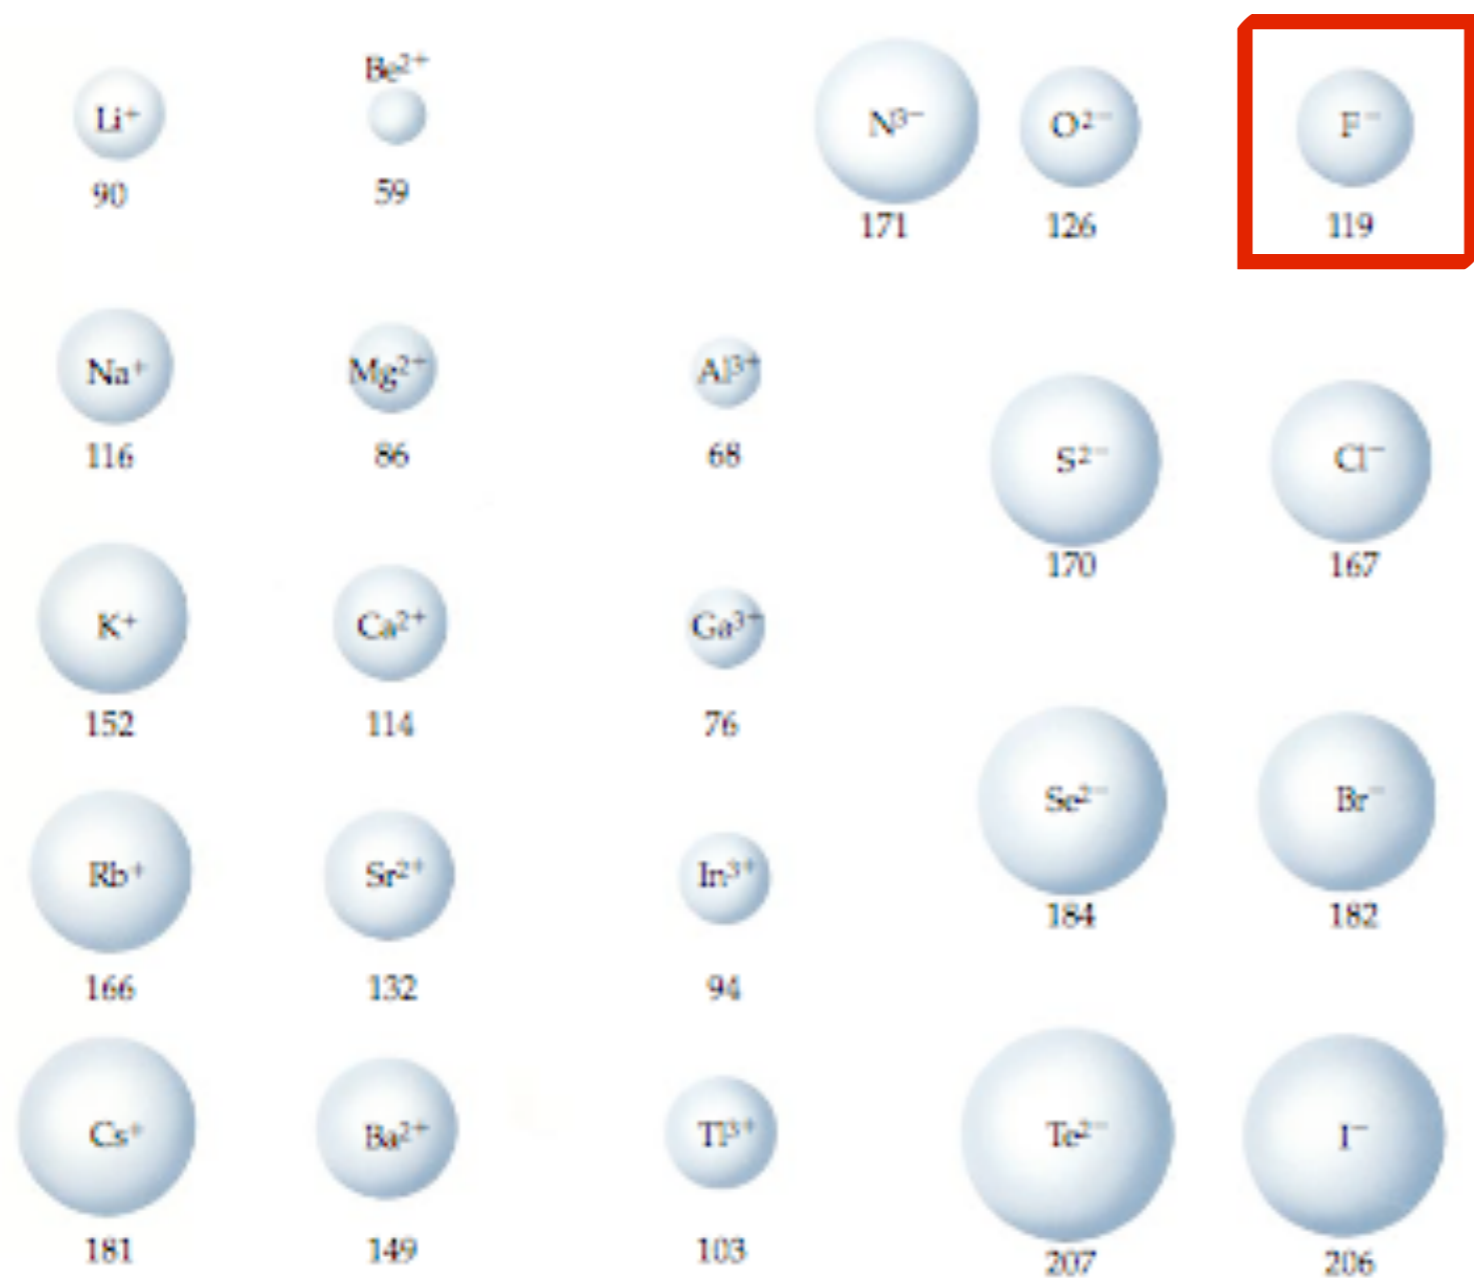 Be²⁺
Li⁺ N³⁻ O²⁻ F⁻
90 59 171 126 119
Na⁺ Mg²⁺ Al³⁺
116 86 68
S²⁻ Cl⁻
170 167
K⁺ Ca²⁺ Ga³⁺
152 114 76
Se²⁻ Br⁻
Rb⁺ Sr²⁺ In³⁺
184 182
166 132 94
Cs⁺ Ba²⁺ Tl³⁺ Te²⁻ I⁻
181 149 103 207 206